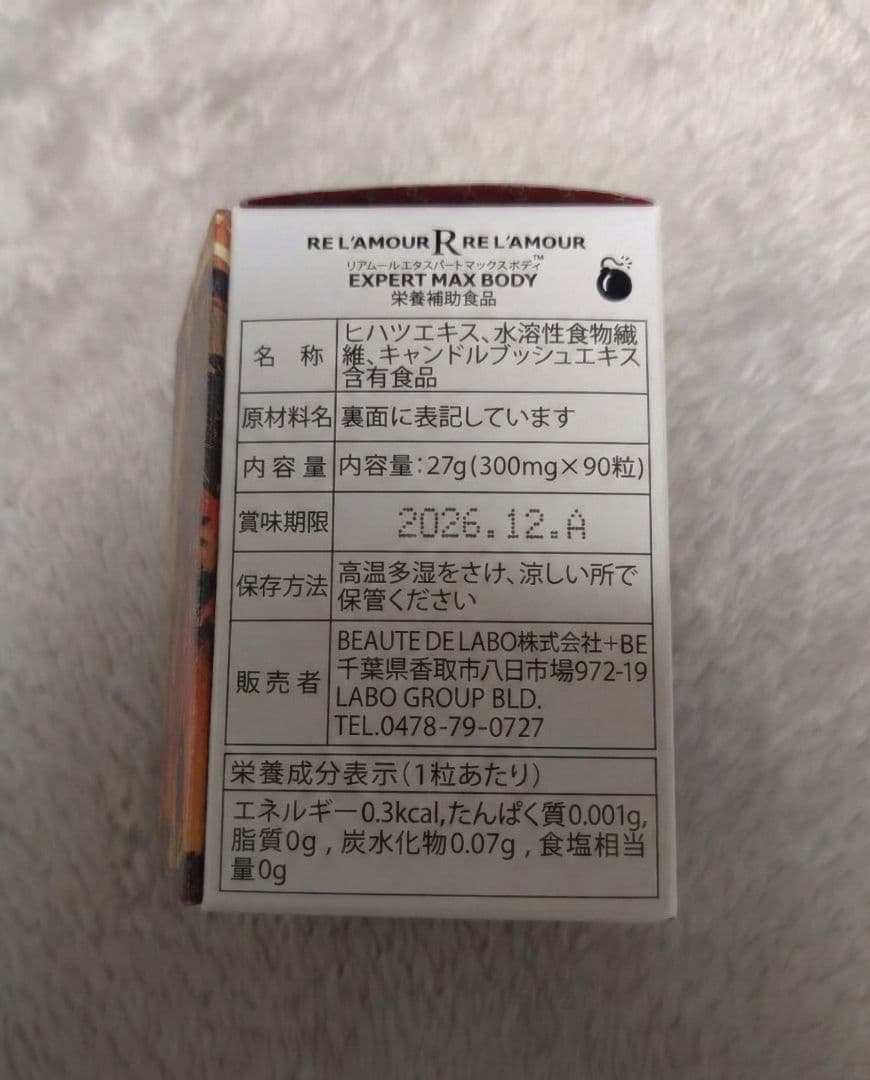 RE L'AMOUR R RE L'AMOUR
リアムールエタスパートマックスボディ™
EXPERT MAX BODY
栄養補助食品
名称 ヒハツエキス、水溶性食物繊
維、キャンドルブッシュエキス
含有食品
原材料名 裏面に表記しています
内容量 内容量：27g(300mg×90粒)
賞味期限 2026.12.A
保存方法 高温多湿をさけ、涼しい所で
保管ください
販売者 BEAUTE DE LABO株式会社+BE
千葉県香取市八日市場972-19
LABO GROUP BLD.
TEL.0478-79-0727
栄養成分表示(1粒あたり)
エネルギー0.3kcal,たんぱく質0.001g,
脂質0g , 炭水化物0.07g , 食塩相当
量0g